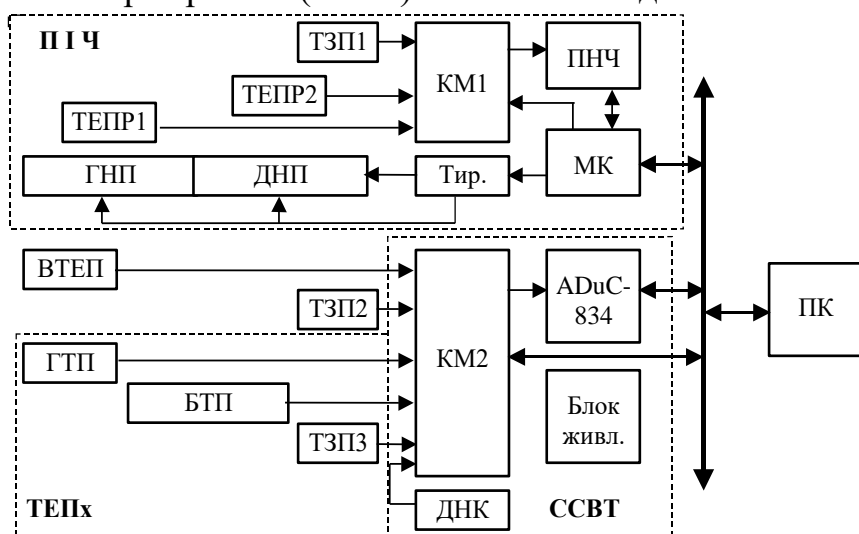 П І Ч
ТЗП1
КМ1
ПНЧ
ТЕПР2
ТЕПР1
МК
ГНП
ДНП
Тир.
ВТЕП
ТЗП2
КМ2
ADuC-
834
ПК
ГТП
БТП
Блок
живл.
ТЗП3
ТЕПх
ДНК
ССВТ